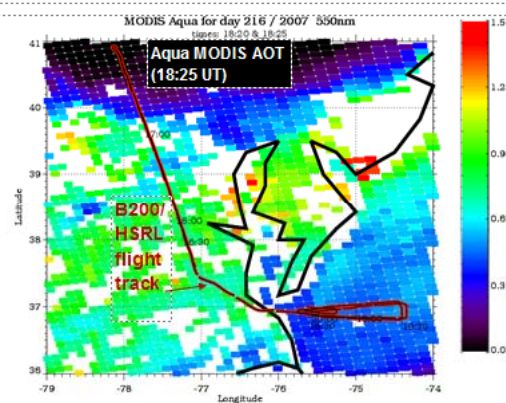 MODIS Aqua for day 216 / 2007 550nm
times: 18:20 & 18:25
Aqua MODIS AOT
(18:25 UT)
B200/
HSRL
flight
track
Latitude
41
40
39
38
37
36
-79
-78
-77
-76
-75
-74
Longitude
1.5
1.2
0.9
0.6
0.3
0.0